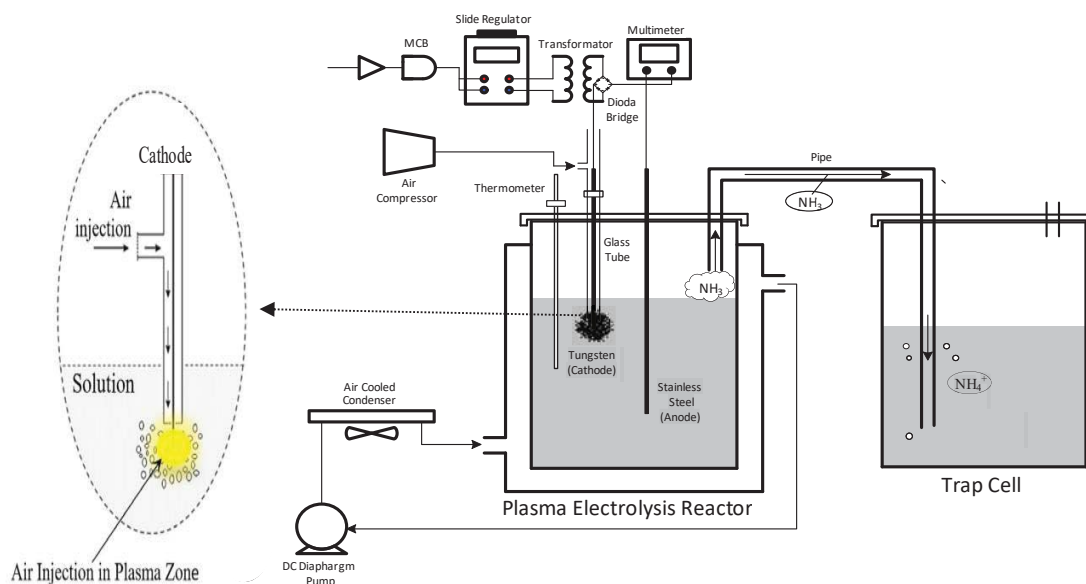 Slide Regulator
MCB
Transformator
Multimeter
Dioda
Bridge
Cathode
Air
injection
Air
Compressor
Thermometer
Pipe
NH₃
Glass
Tube
NH₃
Solution
Tungsten
(Cathode)
Stainless
Steel
(Anode)
NH₄⁺
Air Cooled
Condenser
Plasma Electrolysis Reactor
Trap Cell
Air Injection in Plasma Zone
DC Diaphargm
Pump